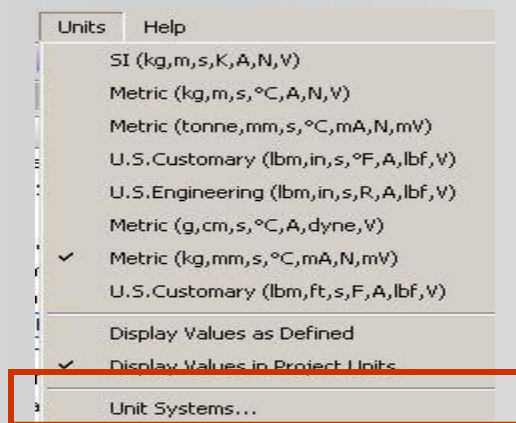 Units Help
SI (kg,m,s,K,A,N,V)
Metric (kg,m,s,°C,A,N,V)
Metric (tonne,mm,s,°C,mA,N,mV)
U.S.Customary (lbm,in,s,°F,A,lbf,V)
U.S.Engineering (lbm,in,s,R,A,lbf,V)
Metric (g,cm,s,°C,A,dyne,V)
✓ Metric (kg,mm,s,°C,mA,N,mV)
U.S.Customary (lbm,ft,s,F,A,lbf,V)
Display Values as Defined
✓ Display Values in Project Units
Unit Systems...